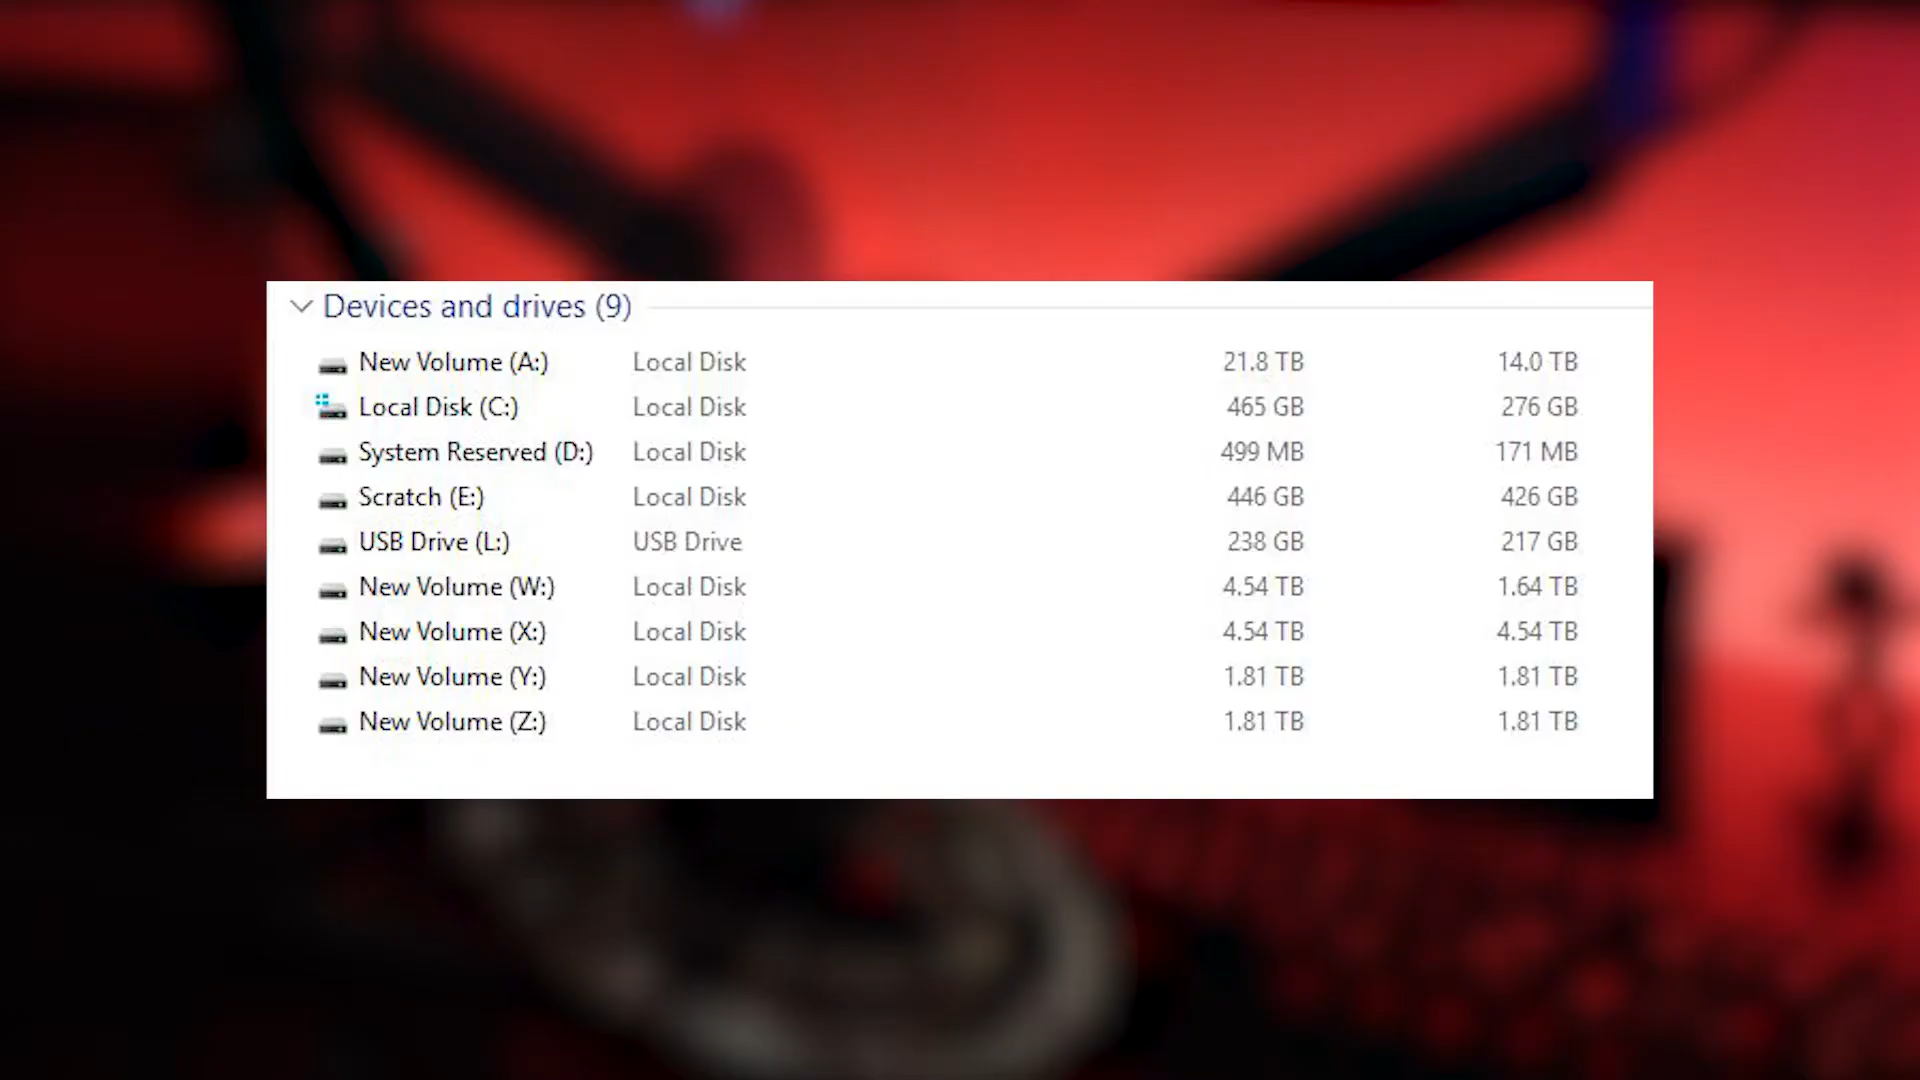 Devices and drives (9)
New Volume (A:) Local Disk 21.8 TB 14.0 TB
Local Disk (C:) Local Disk 465 GB 276 GB
System Reserved (D:) Local Disk 499 MB 171 MB
Scratch (E:) Local Disk 446 GB 426 GB
USB Drive (L:) USB Drive 238 GB 217 GB
New Volume (W:) Local Disk 4.54 TB 1.64 TB
New Volume (X:) Local Disk 4.54 TB 4.54 TB
New Volume (Y:) Local Disk 1.81 TB 1.81 TB
New Volume (Z:) Local Disk 1.81 TB 1.81 TB